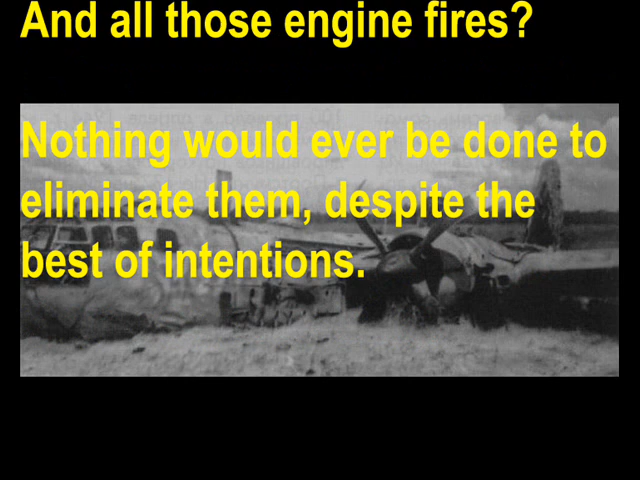 And all those engine fires?
Nothing would ever be done to
eliminate them, despite the
best of intentions.